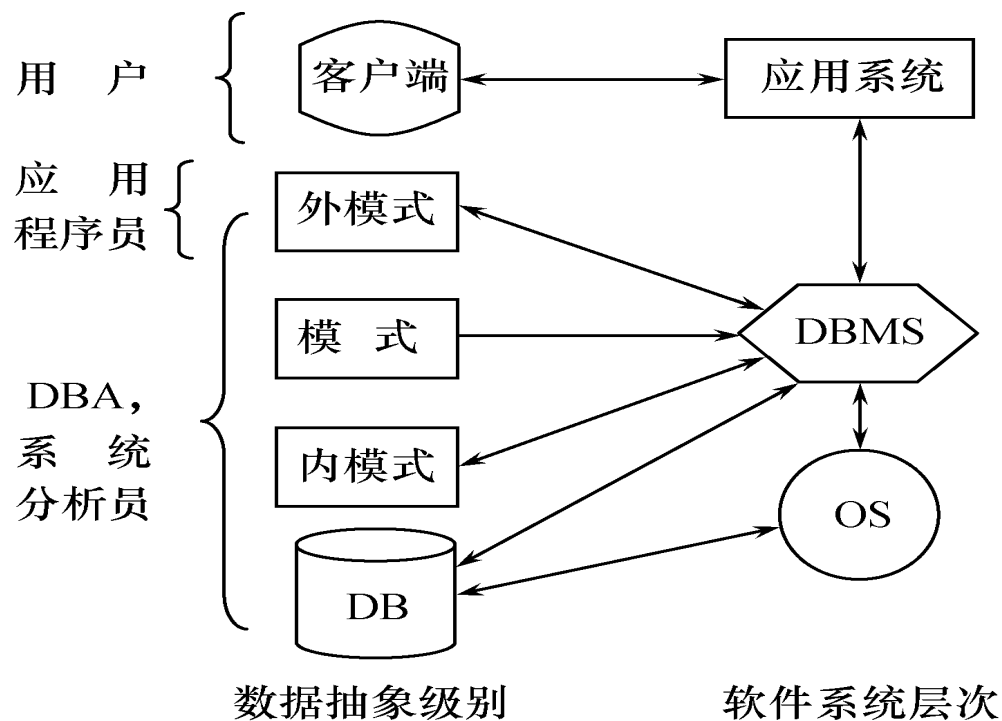 用 户
客户端
应用系统
应 用
程序员
外模式
模 式
DBMS
DBA，
系 统
分析员
内模式
OS
DB
数据抽象级别
软件系统层次